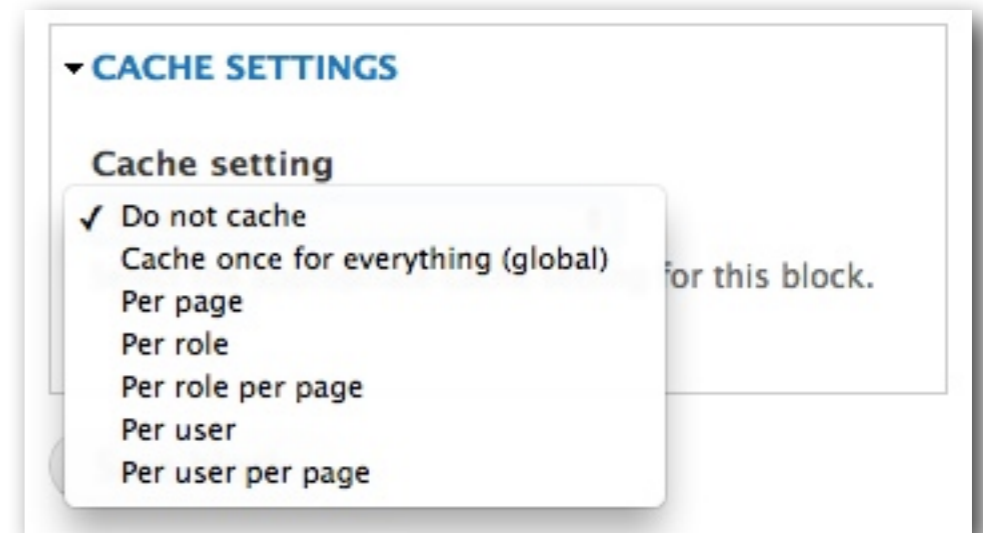 CACHE SETTINGS
Cache setting
✓ Do not cache
Cache once for everything (global)
for this block.
Per page
Per role
Per role per page
Per user
Per user per page